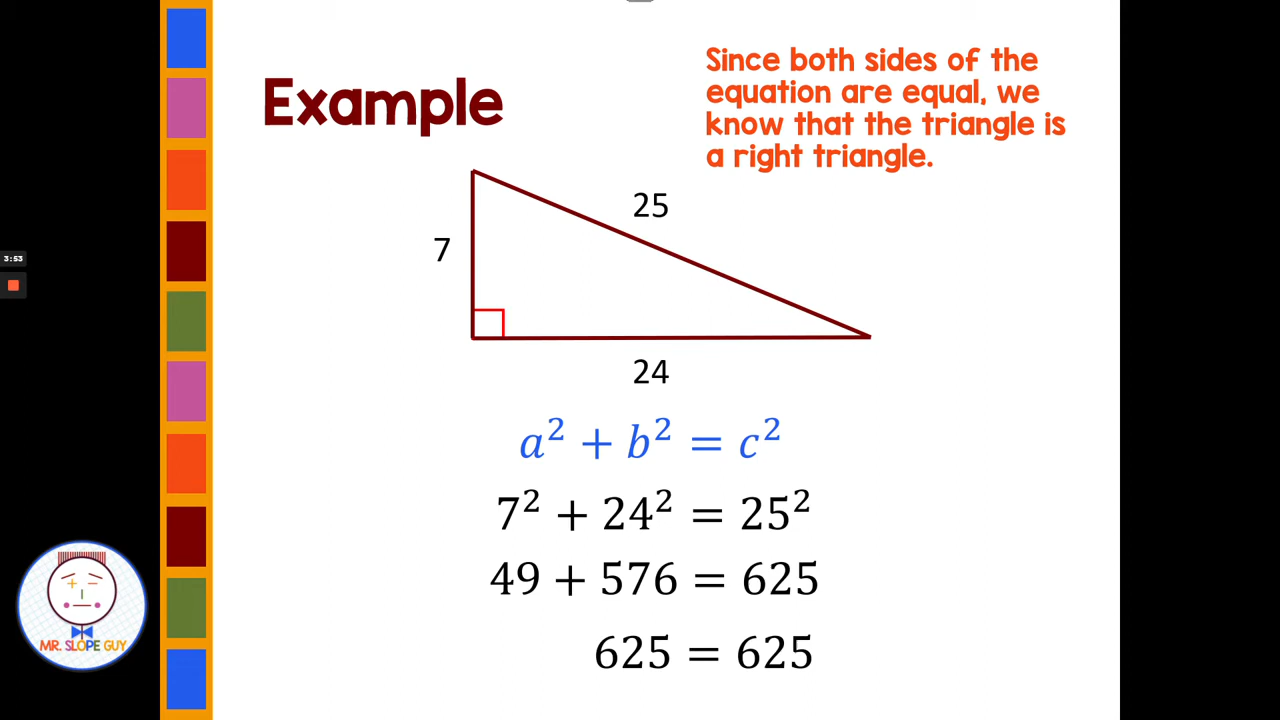 Example
Since both sides of the
equation are equal, we
know that the triangle is
a right triangle.
25
7
24
a² + b² = c²
7² + 24² = 25²
49 + 576 = 625
625 = 625
3:53
MR. SLOPE GUY